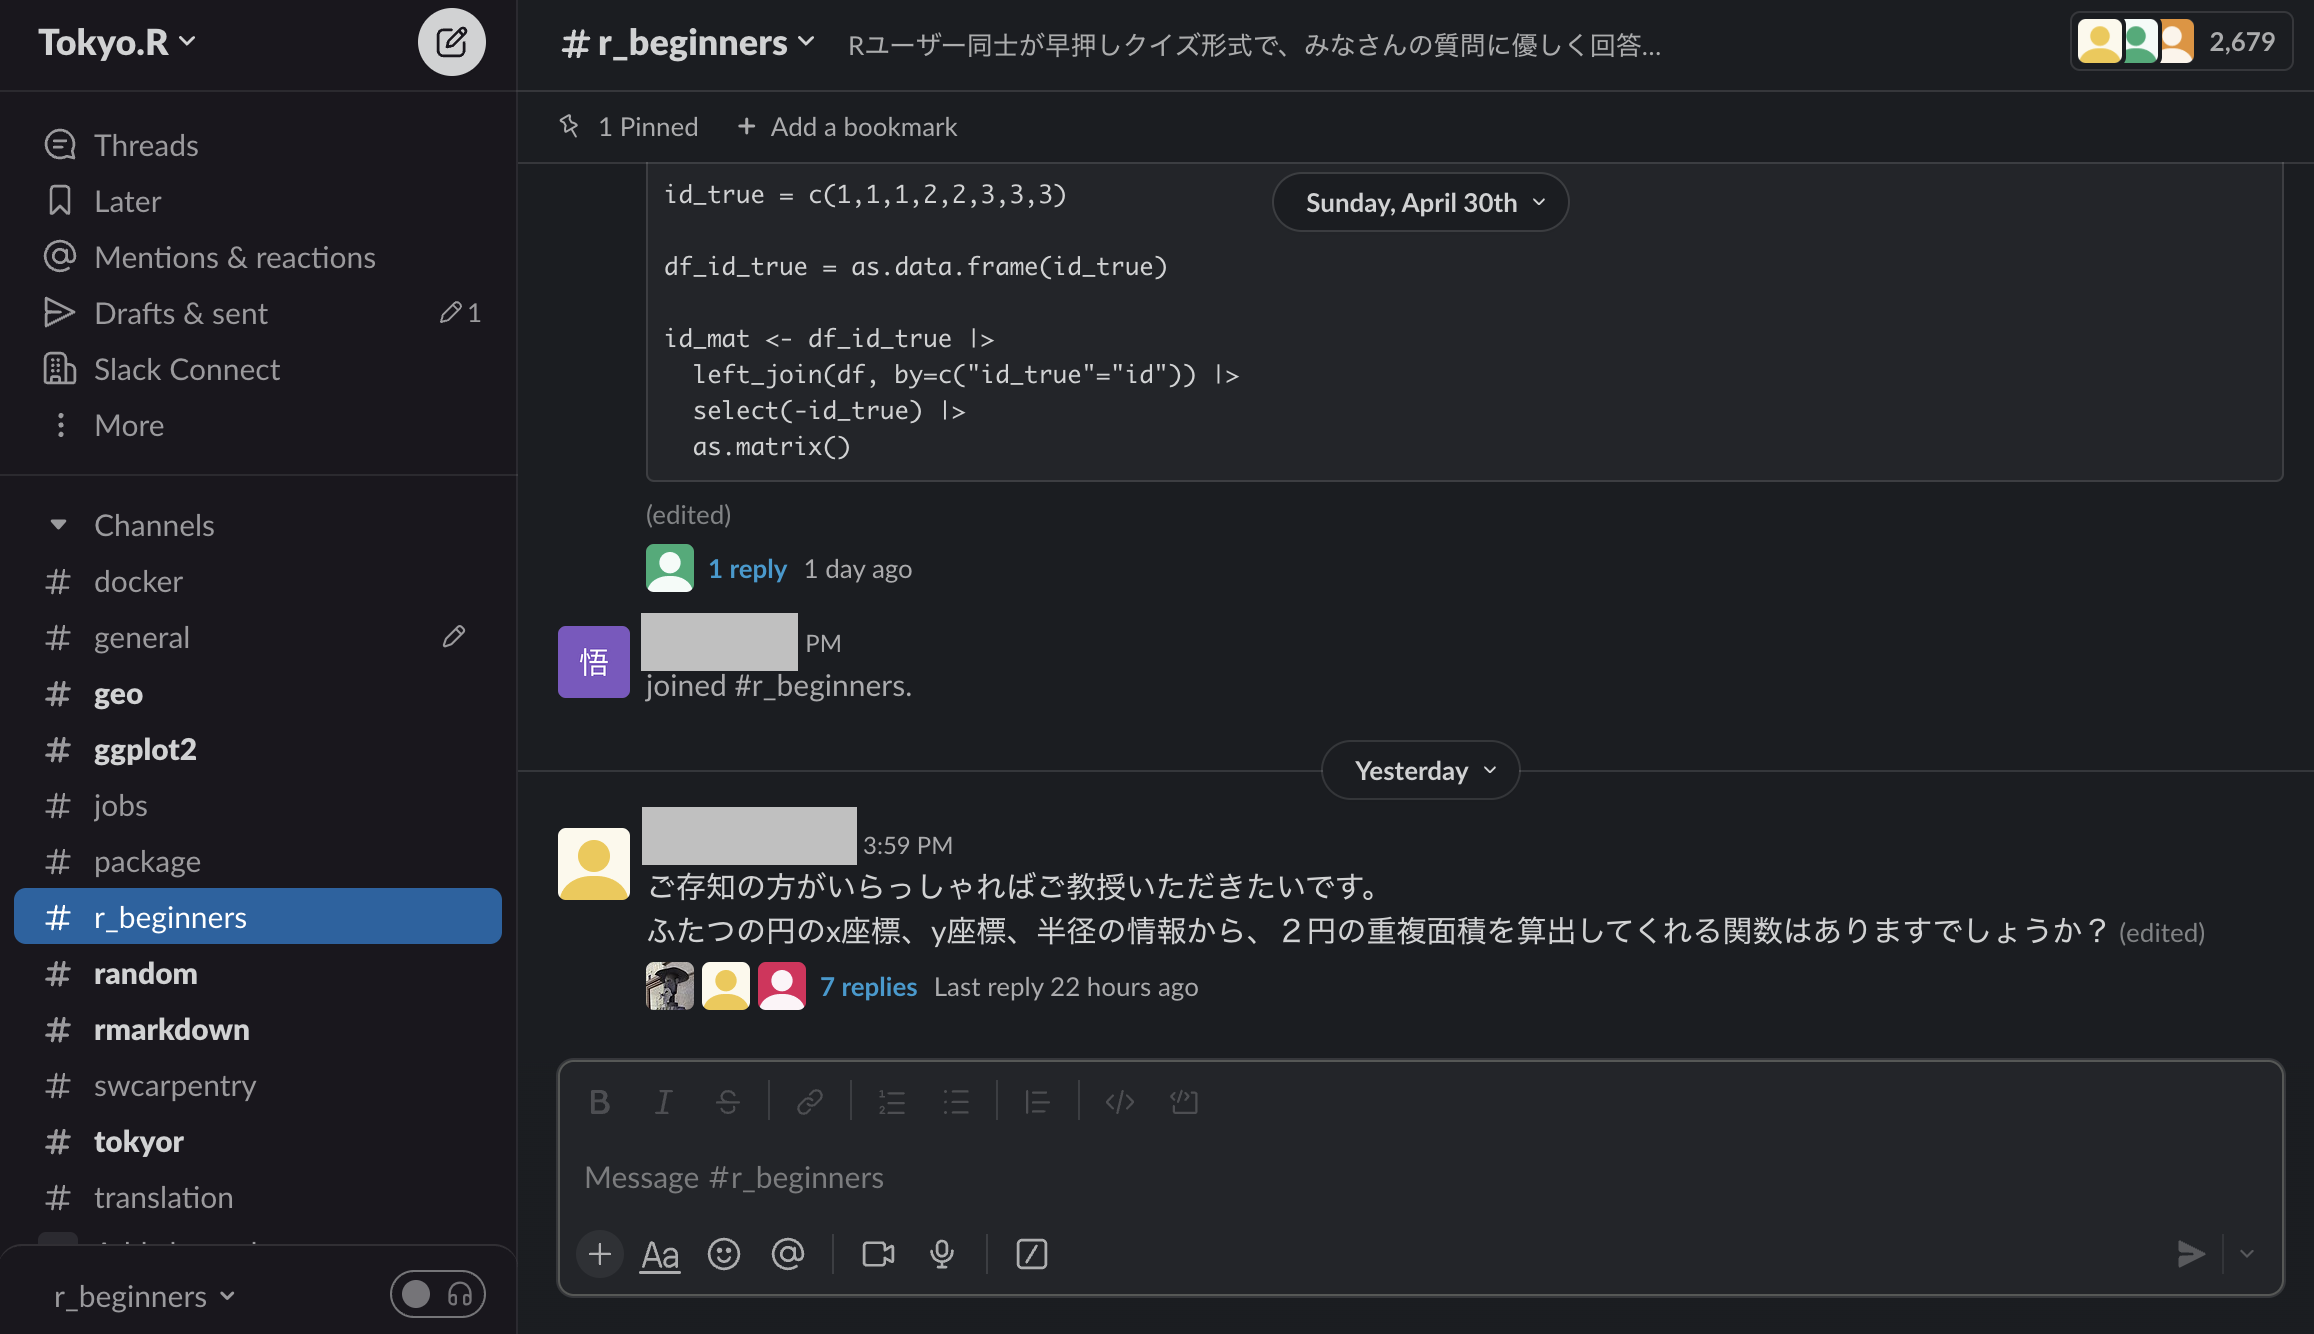 Tokyo.R
Threads
Later
Mentions & reactions
Drafts & sent 1
Slack Connect
More
Channels
# docker
# general
# geo
# ggplot2
# jobs
# package
# r_beginners
# random
# rmarkdown
# swcarpentry
# tokyor
# translation
r_beginners
# r_beginners Rユーザー同士が早押しクイズ形式で、みなさんの質問に優しく回答... 2,679
1 Pinned + Add a bookmark
Sunday, April 30th
id_true = c(1,1,1,2,2,3,3,3)
df_id_true = as.data.frame(id_true)
id_mat <- df_id_true |>
left_join(df, by=c("id_true"="id")) |>
select(-id_true) |>
as.matrix()
(edited)
1 reply 1 day ago
悟
PM
joined #r_beginners.
Yesterday
3:59 PM
ご存知の方がいらっしゃればご教授いただきたいです。
ふたつの円のx座標、y座標、半径の情報から、２円の重複面積を算出してくれる関数はありますでしょうか？ (edited)
7 replies Last reply 22 hours ago
B I S
Message #r_beginners
+ Aa @